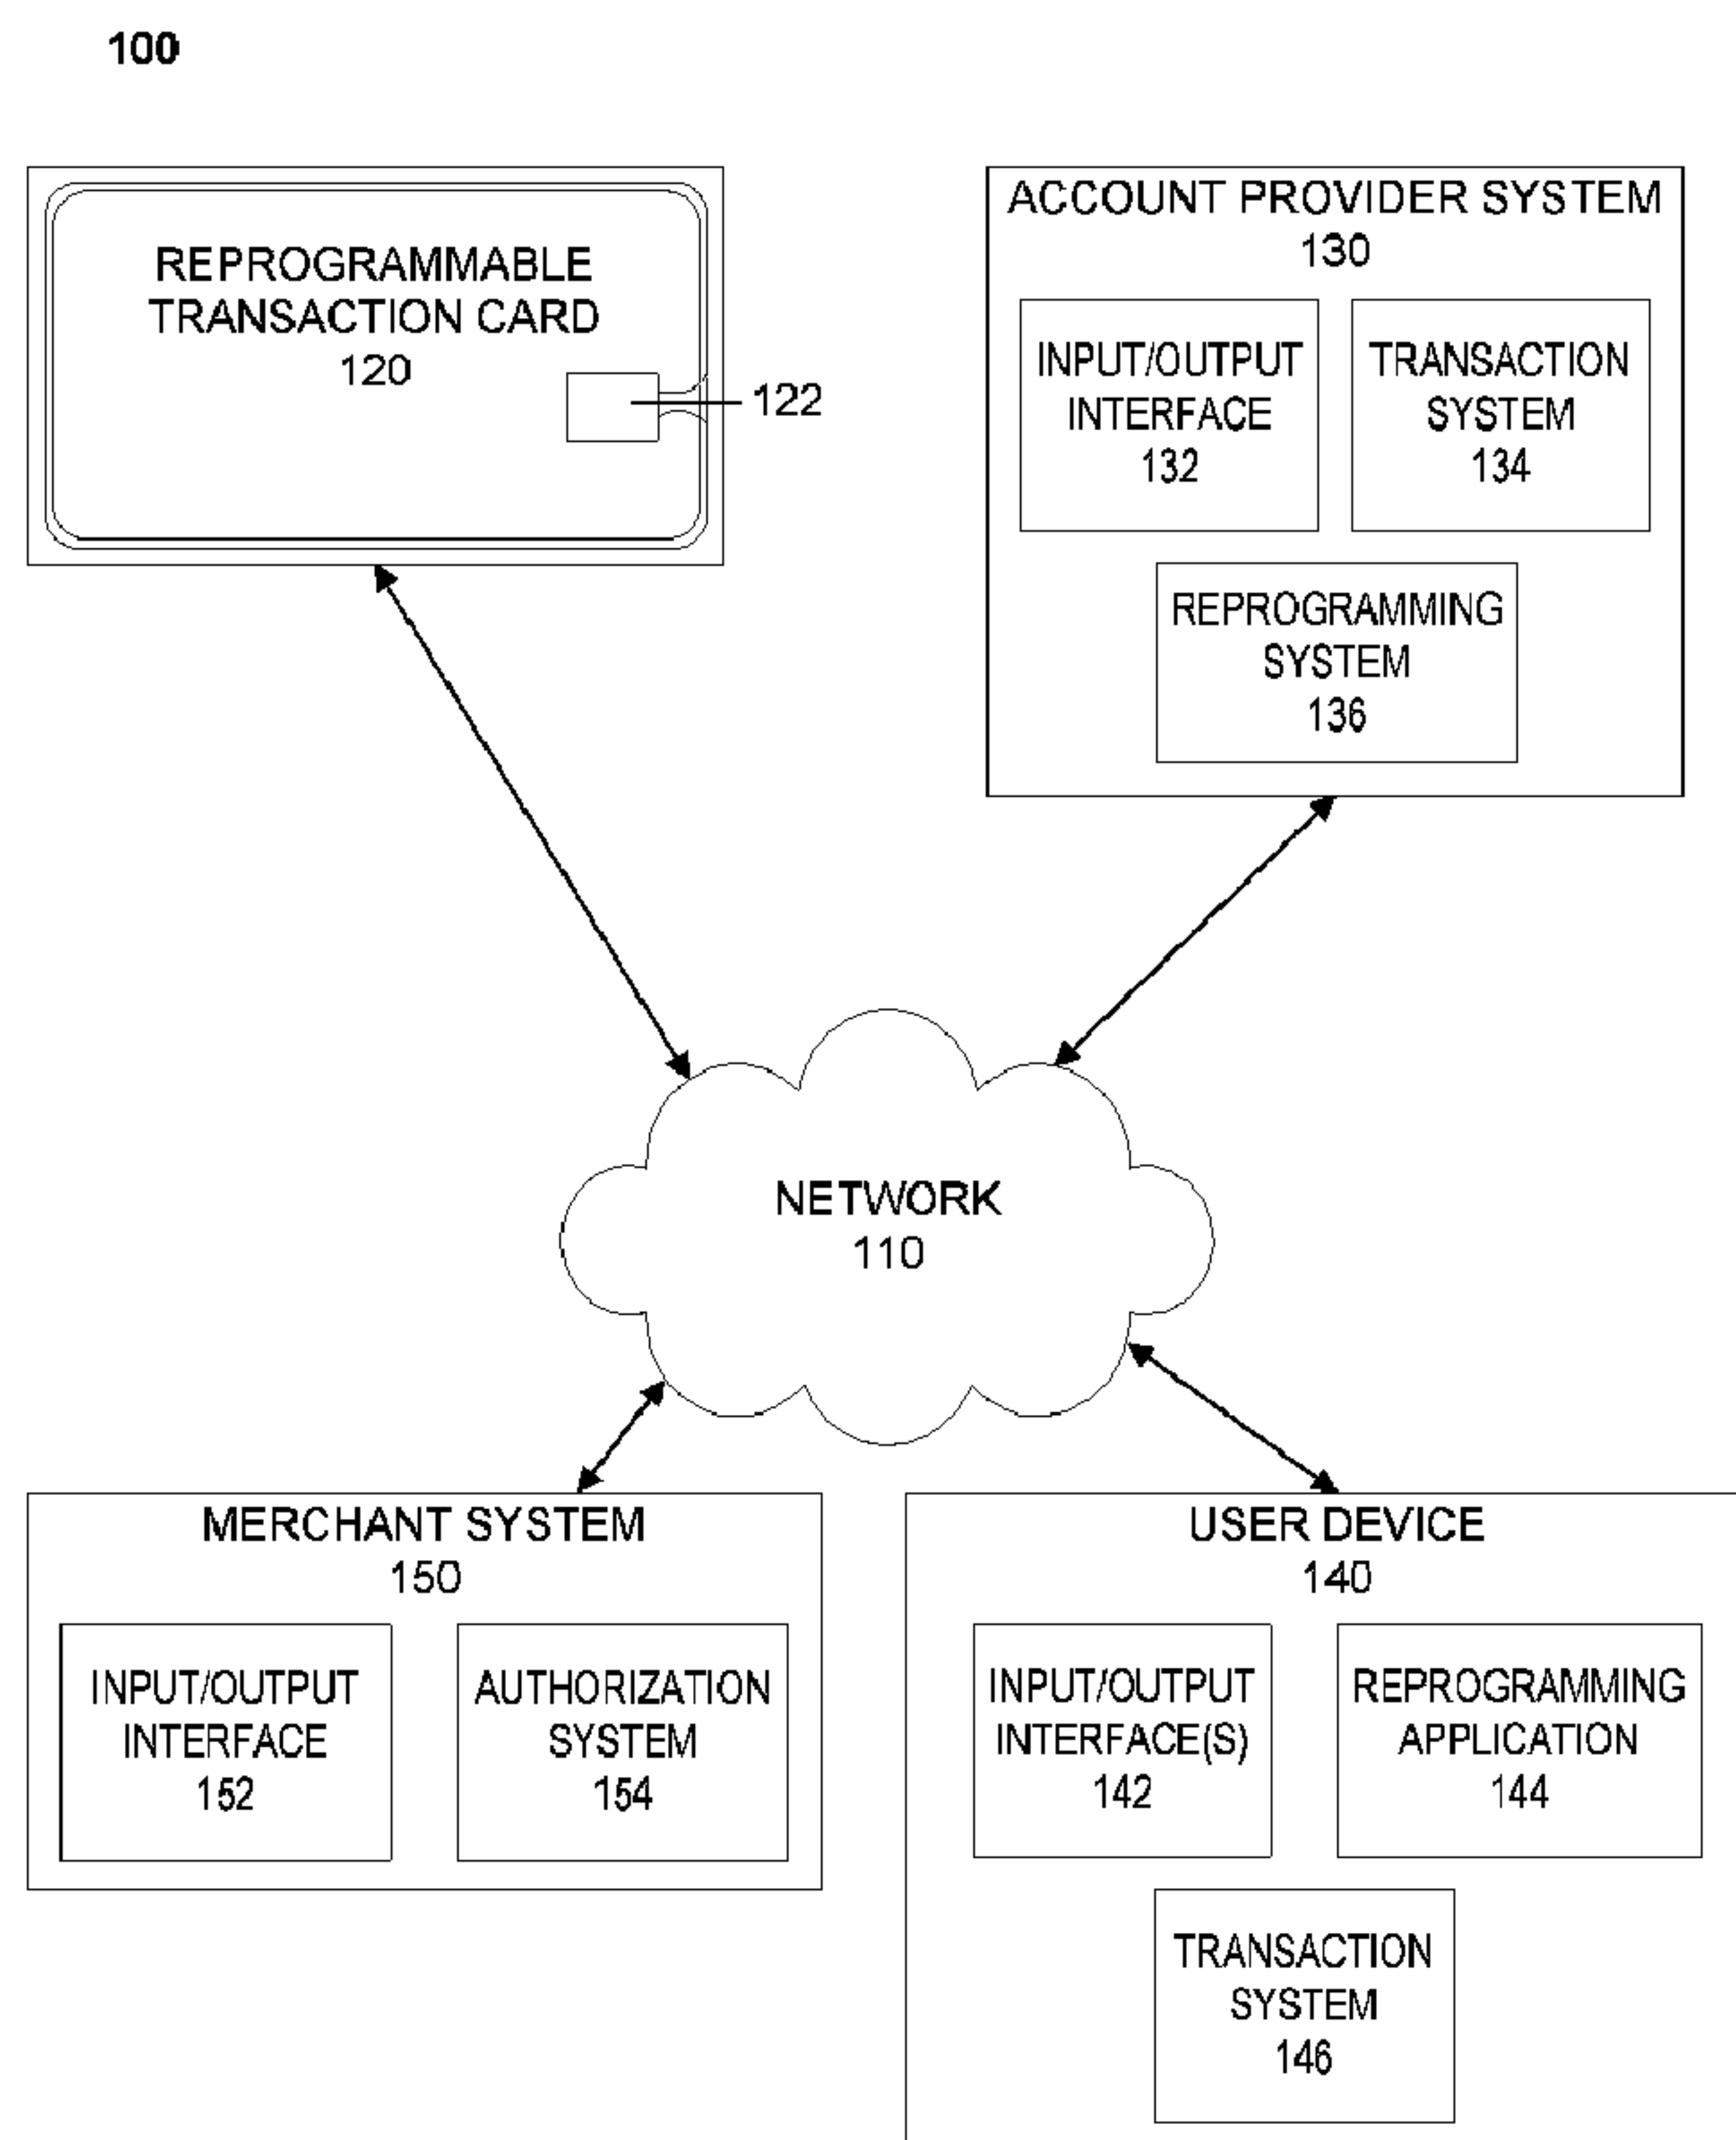 100
REPROGRAMMABLE
TRANSACTION CARD
120
122
ACCOUNT PROVIDER SYSTEM
130
INPUT/OUTPUT
INTERFACE
132
TRANSACTION
SYSTEM
134
REPROGRAMMING
SYSTEM
136
NETWORK
110
MERCHANT SYSTEM
150
INPUT/OUTPUT
INTERFACE
152
AUTHORIZATION
SYSTEM
154
USER DEVICE
140
INPUT/OUTPUT
INTERFACE(S)
142
REPROGRAMMING
APPLICATION
144
TRANSACTION
SYSTEM
146